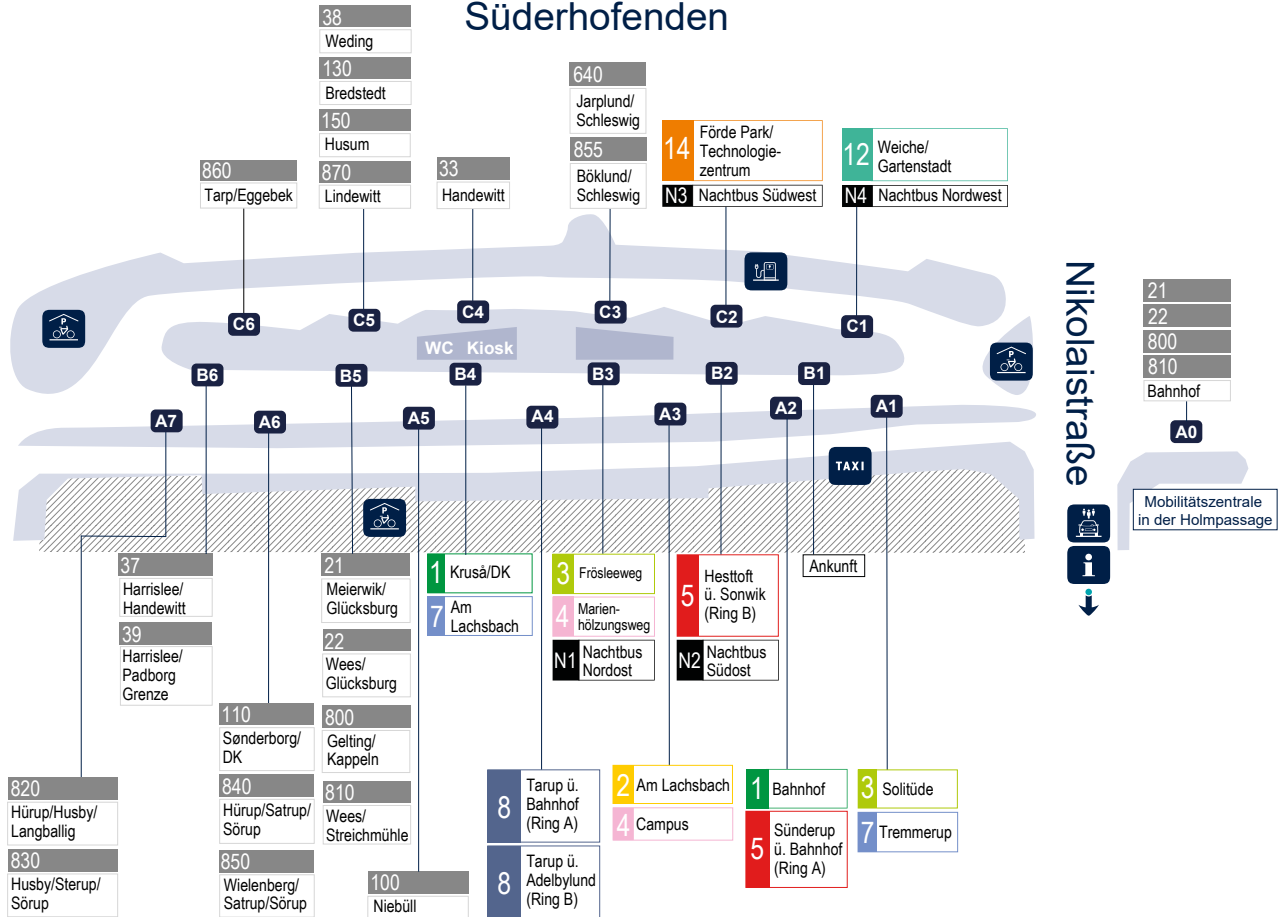 Süderhofenden
38
Weding
130
Bredstedt
150
Husum
870
Lindewitt
860
Tarp/Eggebek
33
Handewitt
640
Jarplund/
Schleswig
855
Böklund/
Schleswig
14
Förde Park/
Technologie-
zentrum
N3 Nachtbus Südwest
12
Weiche/
Gartenstadt
N4 Nachtbus Nordwest
Nikolaistraße
21
22
800
810
Bahnhof
A0
P
P
C6
C5
C4
C3
C2
C1
WC Kiosk
B6
B5
B4
B3
B2
B1
A7
A6
A5
A4
A3
A2
A1
TAXI
P
Mobilitätszentrale
in der Holmpassage
i
37
Harrislee/
Handewitt
39
Harrislee/
Padborg
Grenze
21
Meierwik/
Glücksburg
22
Wees/
Glücksburg
800
Gelting/
Kappeln
810
Wees/
Streichmühle
1 Kruså/DK
7 Am
Lachsbach
3 Frösleeweg
4 Marien-
hölzungsweg
N1 Nachtbus
Nordost
5 Hesttoft
ü. Sonwik
(Ring B)
N2 Nachtbus
Südost
Ankunft
110
Sønderborg/
DK
840
Hürup/Satrup/
Sörup
850
Wielenberg/
Satrup/Sörup
820
Hürup/Husby/
Langballig
830
Husby/Sterup/
Sörup
100
Niebüll
8 Tarup ü.
Bahnhof
(Ring A)
8 Tarup ü.
Adelbylund
(Ring B)
2 Am Lachsbach
4 Campus
1 Bahnhof
5 Sünderup
ü. Bahnhof
(Ring A)
3 Solitüde
7 Tremmerup